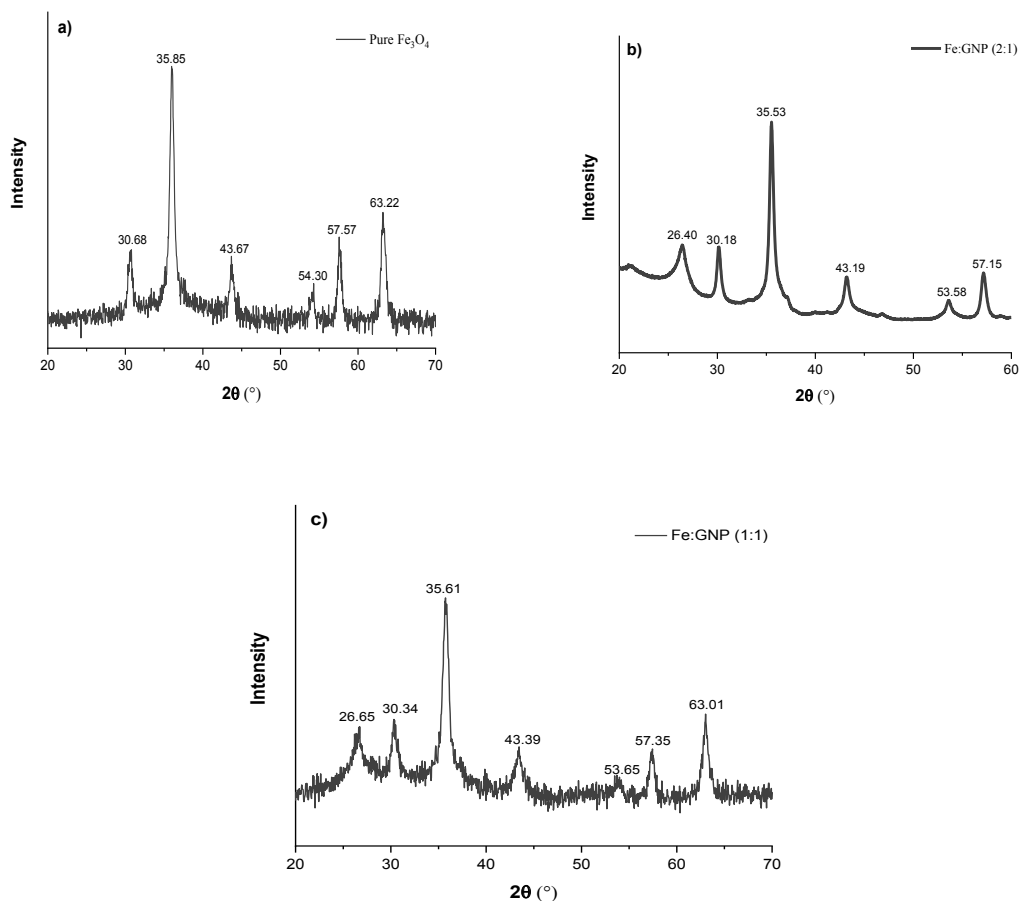 a)
Pure Fe₃O₄
35.85
63.22
30.68
57.57
43.67
54.30
Intensity
20 30 40 50 60 70
2θ (°)
b)
Fe:GNP (2:1)
35.53
26.40
30.18
57.15
43.19
53.58
Intensity
20 30 40 50 60
2θ (°)
c)
Fe:GNP (1:1)
35.61
26.65
30.34
63.01
43.39
57.35
53.65
Intensity
20 30 40 50 60 70
2θ (°)